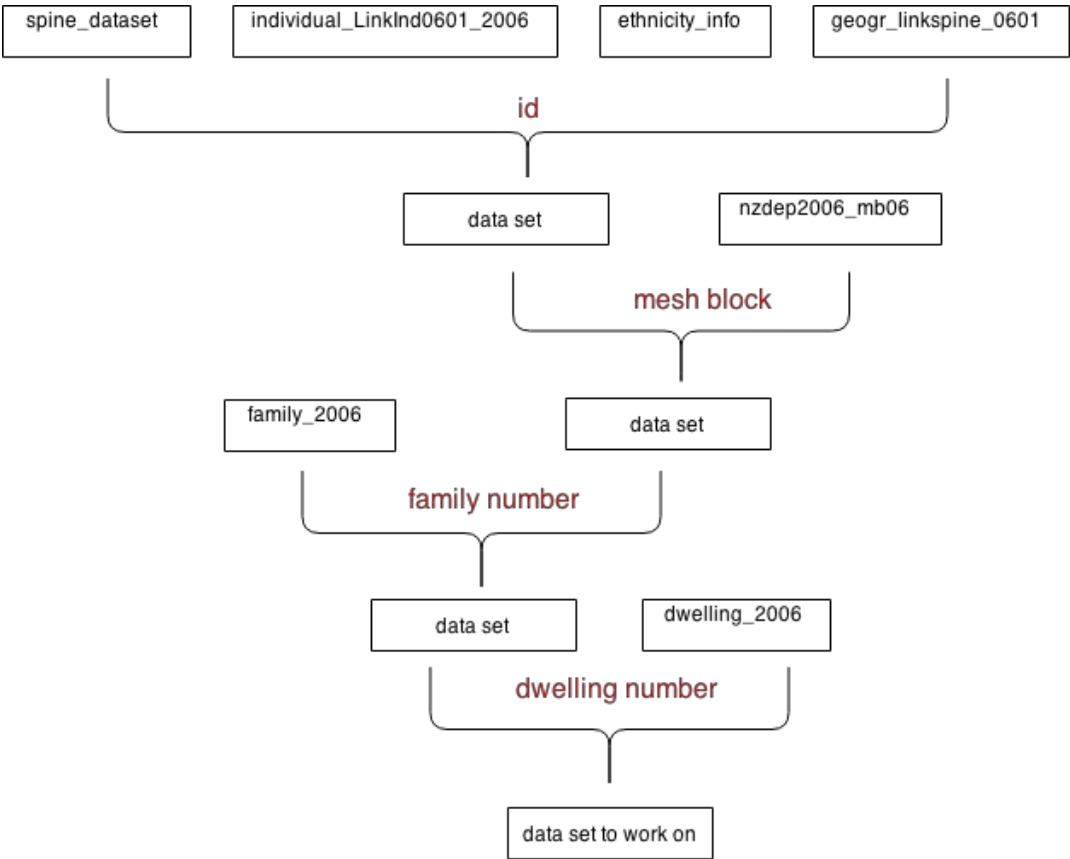 spine_dataset
individual_LinkInd0601_2006
ethnicity_info
geogr_linkspine_0601
id
data set
nzdep2006_mb06
mesh block
family_2006
data set
family number
data set
dwelling_2006
dwelling number
data set to work on